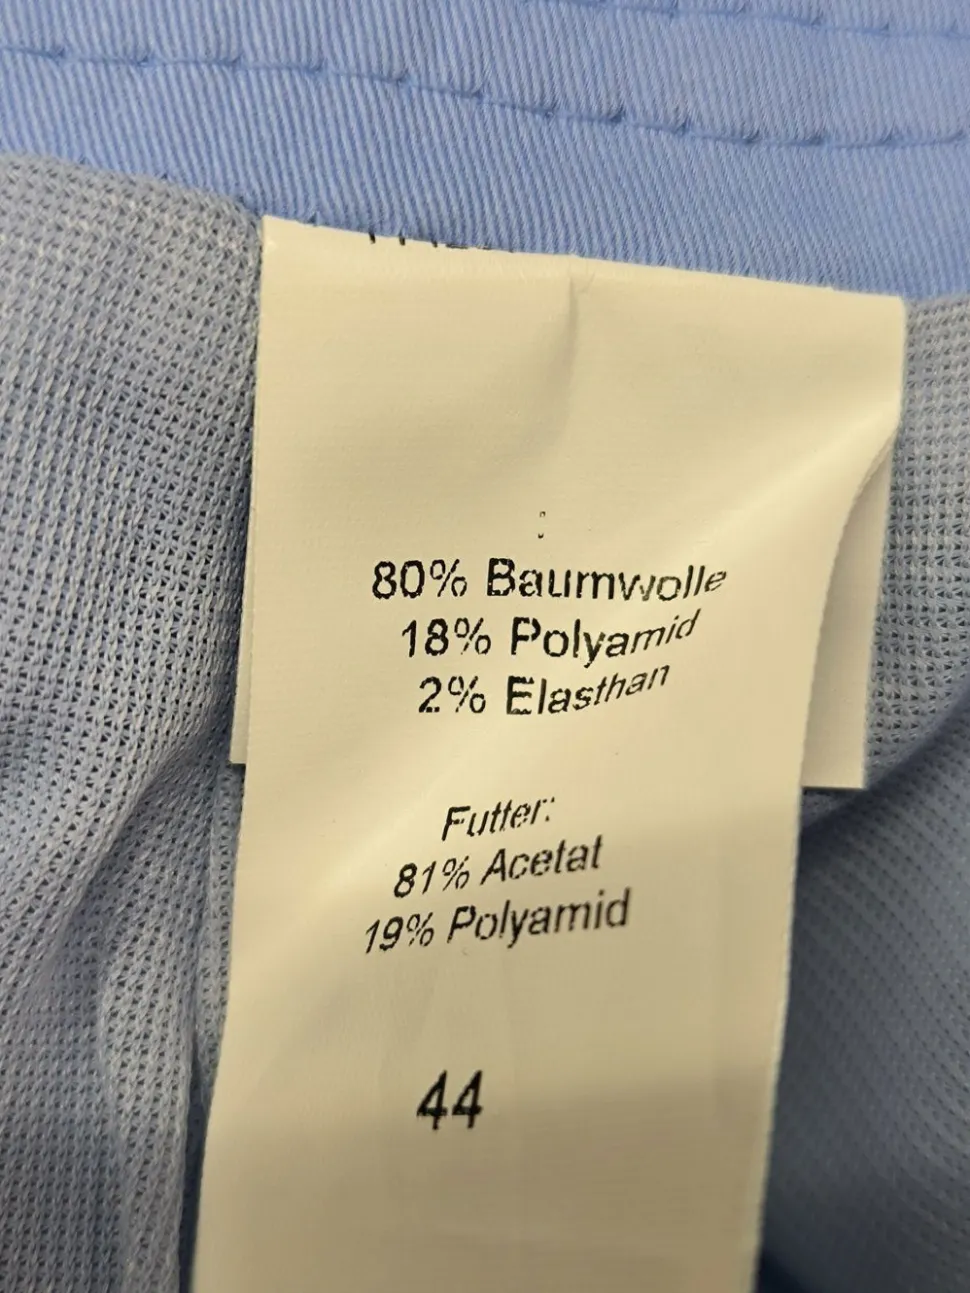 80% Baumwolle
18% Polyamid
2% Elasthan
Futter:
81% Acetat
19% Polyamid
44